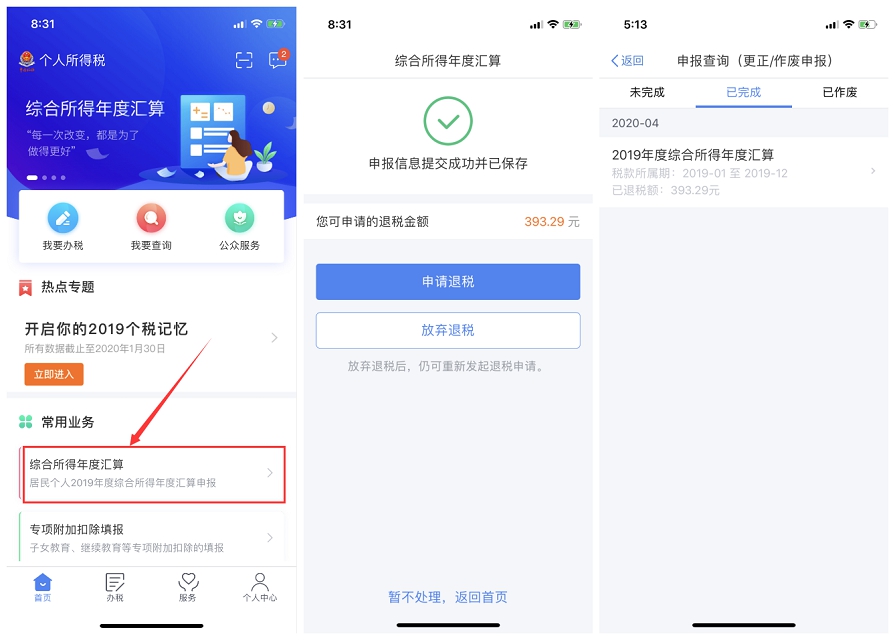 8:31
个人所得税
2
综合所得年度汇算
“每一次改变，都是为了
做得更好”
我要办税
我要查询
公众服务
热点专题
开启你的2019个税记忆
所有数据截止至2020年1月30日
立即进入
常用业务
综合所得年度汇算
居民个人2019年度综合所得年度汇算申报
专项附加扣除填报
子女教育、继续教育等专项附加扣除的填报
首页
办税
服务
个人中心
8:31
综合所得年度汇算
申报信息提交成功并已保存
您可申请的退税金额
393.29 元
申请退税
放弃退税
放弃退税后，仍可重新发起退税申请。
暂不处理，返回首页
5:13
返回
申报查询（更正/作废申报）
未完成
已完成
已作废
2020-04
2019年度综合所得年度汇算
税款所属期：2019-01 至 2019-12
已退税额：393.29元